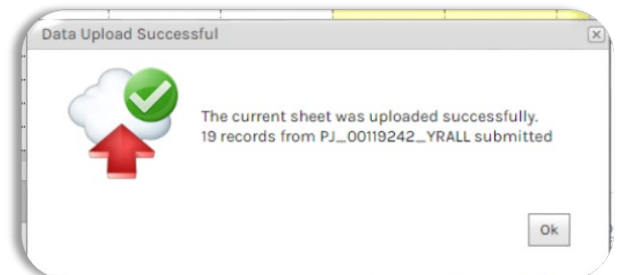 Data Upload Successful
The current sheet was uploaded successfully.
19 records from PJ_00119242_YRALL submitted
Ok